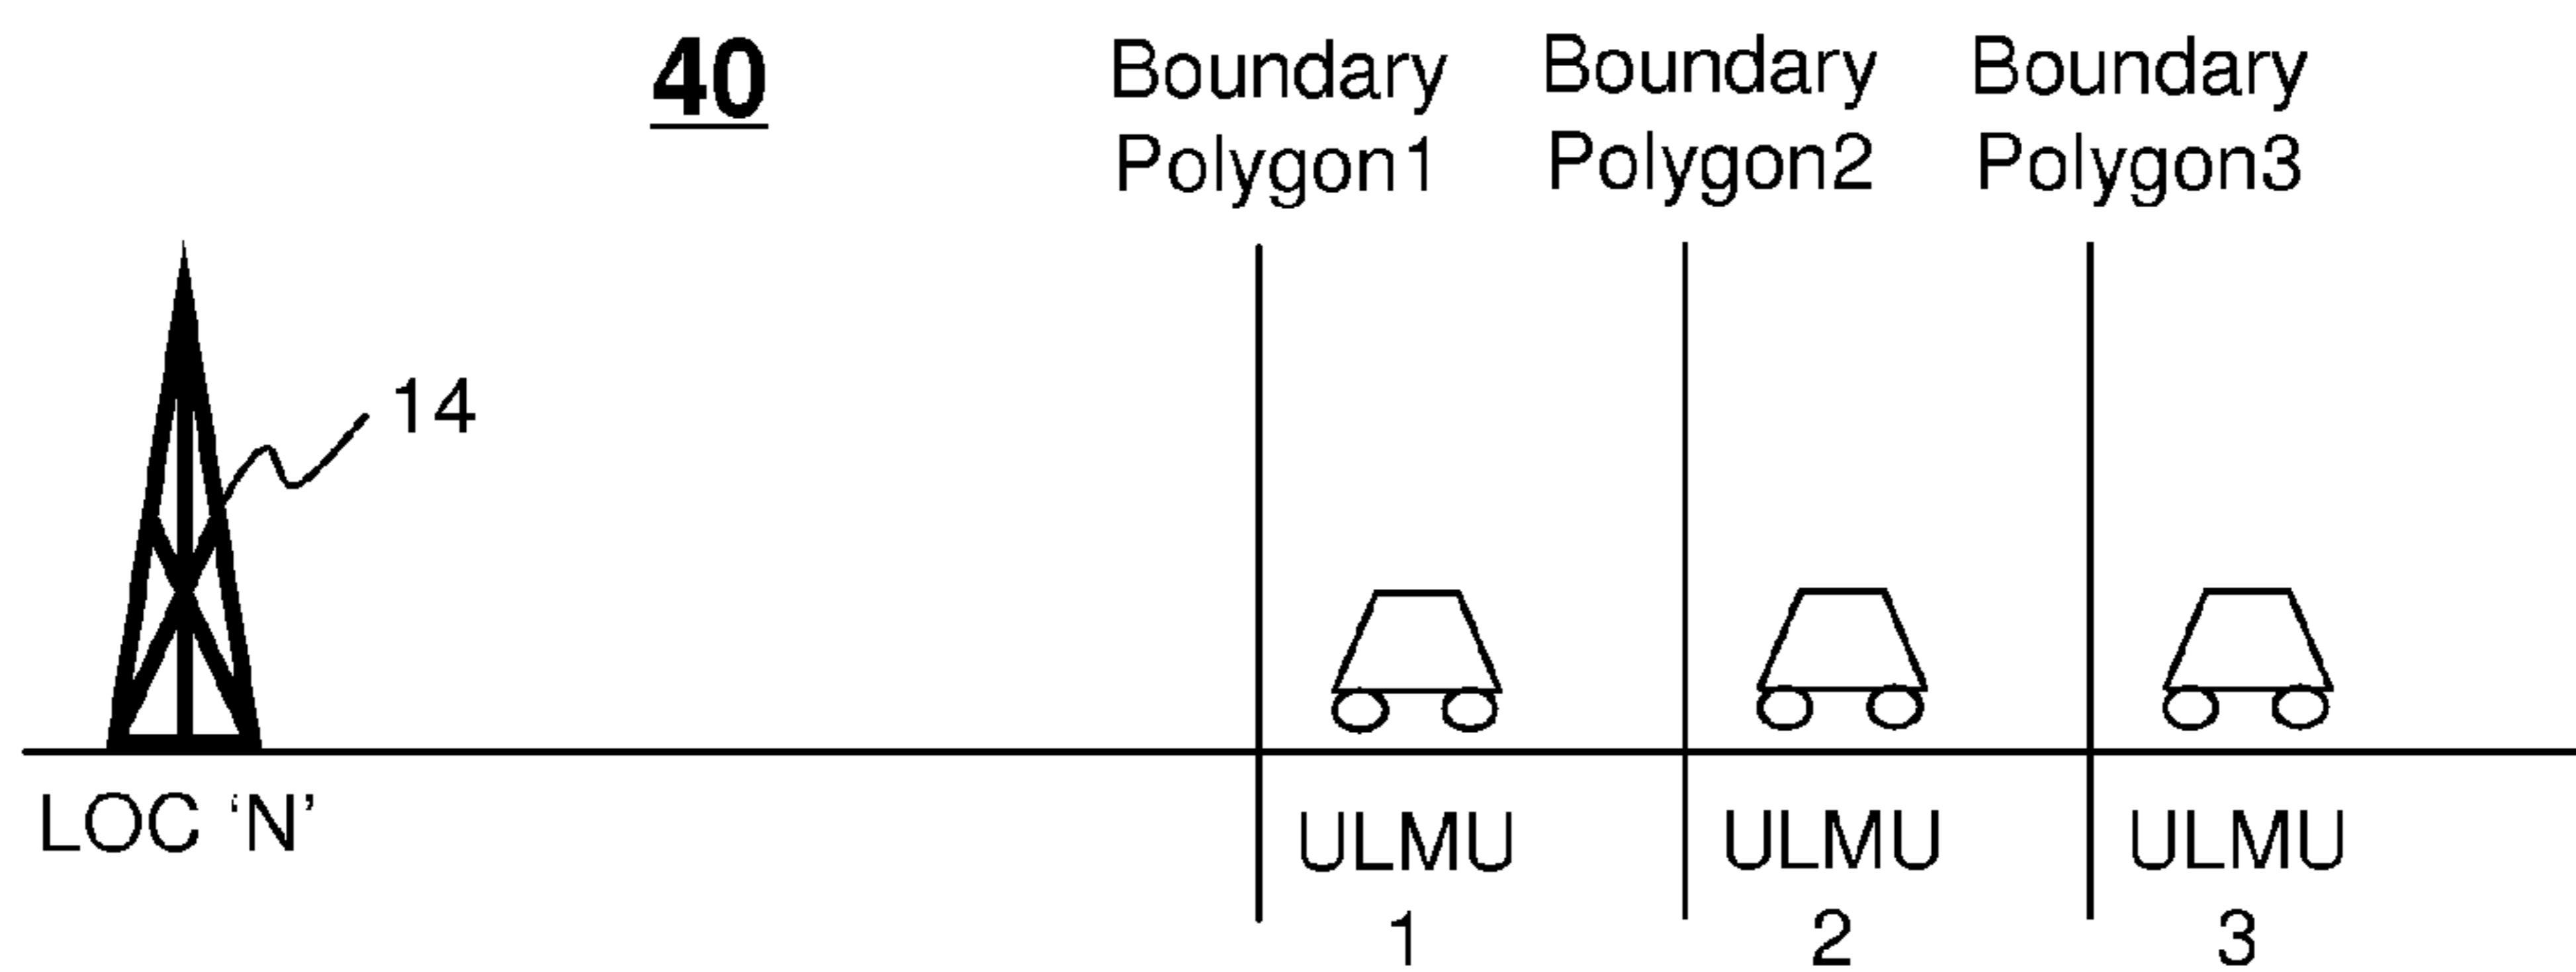 40
Boundary Polygon1
Boundary Polygon2
Boundary Polygon3
14
LOC ‘N’
ULMU 1
ULMU 2
ULMU 3